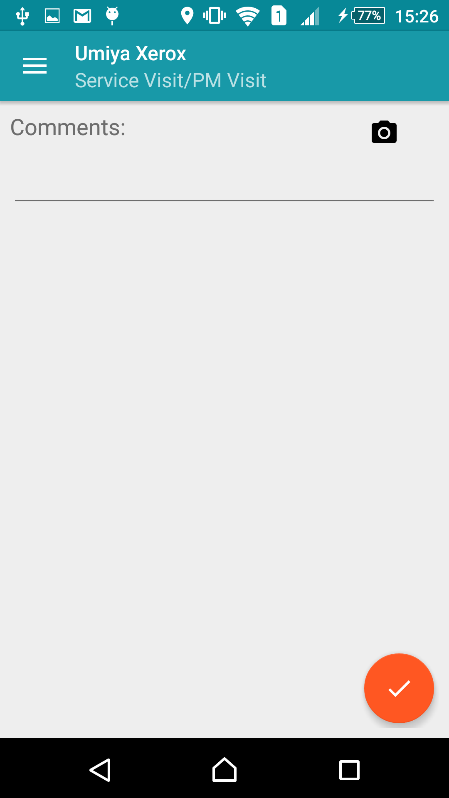 1 77% 15:26
Umiya Xerox
Service Visit/PM Visit
Comments: